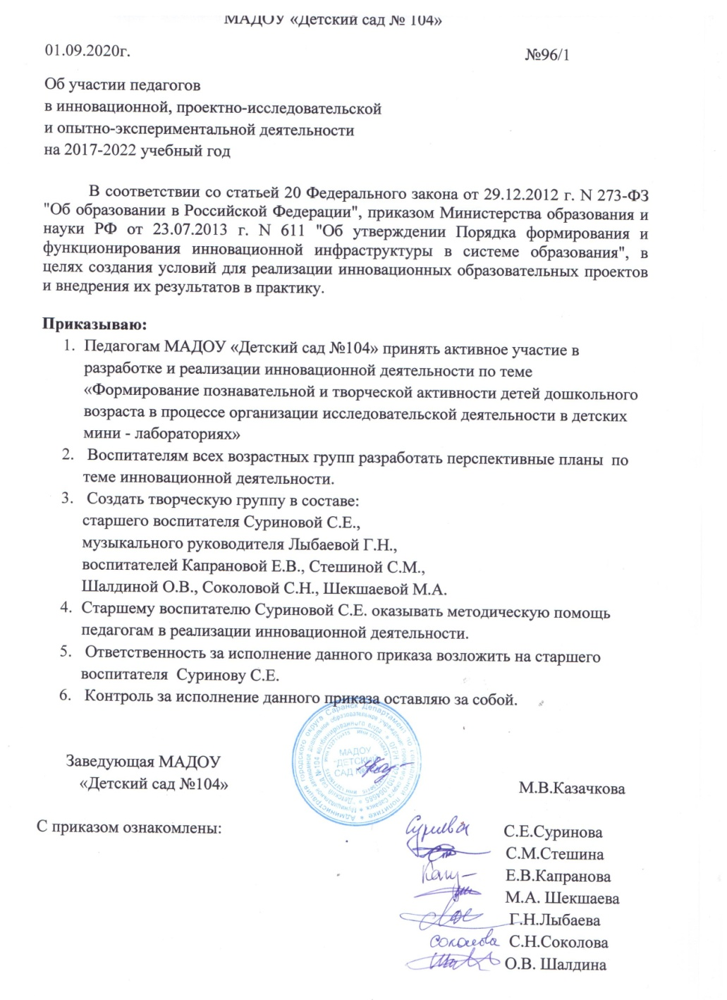 МАДОУ «Детский сад № 104»
01.09.2020г. №96/1
Об участии педагогов
в инновационной, проектно-исследовательской
и опытно-экспериментальной деятельности
на 2017-2022 учебный год
В соответствии со статьей 20 Федерального закона от 29.12.2012 г. N 273-ФЗ
"Об образовании в Российской Федерации", приказом Министерства образования и
науки РФ от 23.07.2013 г. N 611 "Об утверждении Порядка формирования и
функционирования инновационной инфраструктуры в системе образования", в
целях создания условий для реализации инновационных образовательных проектов
и внедрения их результатов в практику.
Приказываю:
1. Педагогам МАДОУ «Детский сад №104» принять активное участие в
разработке и реализации инновационной деятельности по теме
«Формирование познавательной и творческой активности детей дошкольного
возраста в процессе организации исследовательской деятельности в детских
мини - лабораториях»
2. Воспитателям всех возрастных групп разработать перспективные планы по
теме инновационной деятельности.
3. Создать творческую группу в составе:
старшего воспитателя Суриновой С.Е.,
музыкального руководителя Лыбаевой Г.Н.,
воспитателей Капрановой Е.В., Стешиной С.М.,
Шалдиной О.В., Соколовой С.Н., Шекшаевой М.А.
4. Старшему воспитателю Суриновой С.Е. оказывать методическую помощь
педагогам в реализации инновационной деятельности.
5. Ответственность за исполнение данного приказа возложить на старшего
воспитателя Суринову С.Е.
6. Контроль за исполнение данного приказа оставляю за собой.
МАДОУ
"ДЕТСКИЙ
САД
Заведующая МАДОУ
«Детский сад №104» М.В.Казачкова
С приказом ознакомлены: С.Е.Суринова
С.М.Стешина
Е.В.Капранова
М.А. Шекшаева
Г.Н.Лыбаева
соколова С.Н.Соколова
О.В. Шалдина